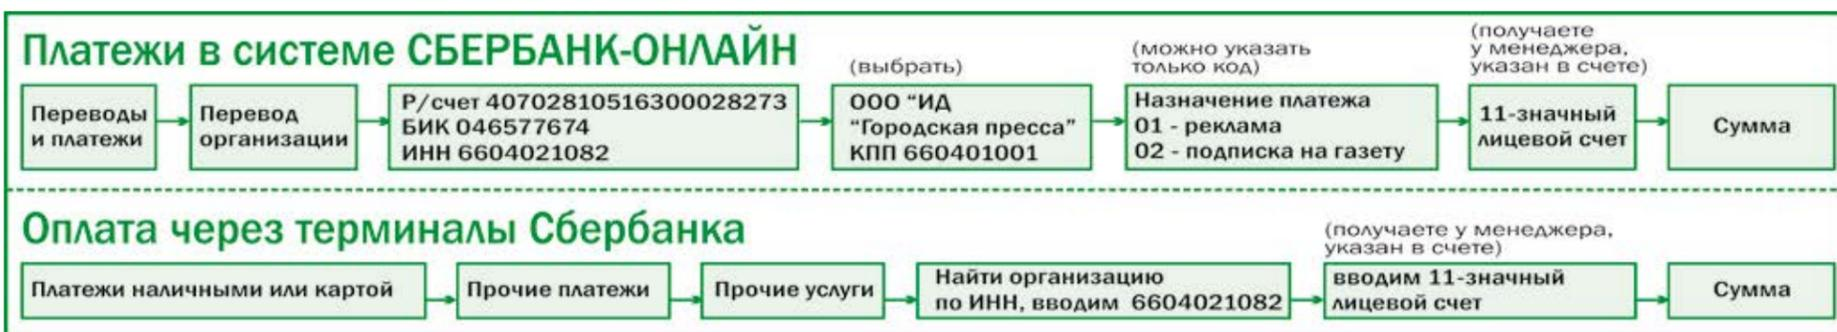 Платежи в системе СБЕРБАНК-ОНЛАЙН
Переводы
и платежи
Перевод
организации
Р/счет 40702810516300028273
БИК 046577674
ИНН 6604021082
(выбрать)
ООО “ИД
“Городская пресса”
КПП 660401001
(можно указать
только код)
Назначение платежа
01 - реклама
02 - подписка на газету
(получаете
у менеджера,
указан в счете)
11-значный
лицевой счет
Сумма
Оплата через терминалы Сбербанка
Платежи наличными или картой
Прочие платежи
Прочие услуги
Найти организацию
по ИНН, вводим 6604021082
(получаете у менеджера,
указан в счете)
вводим 11-значный
лицевой счет
Сумма